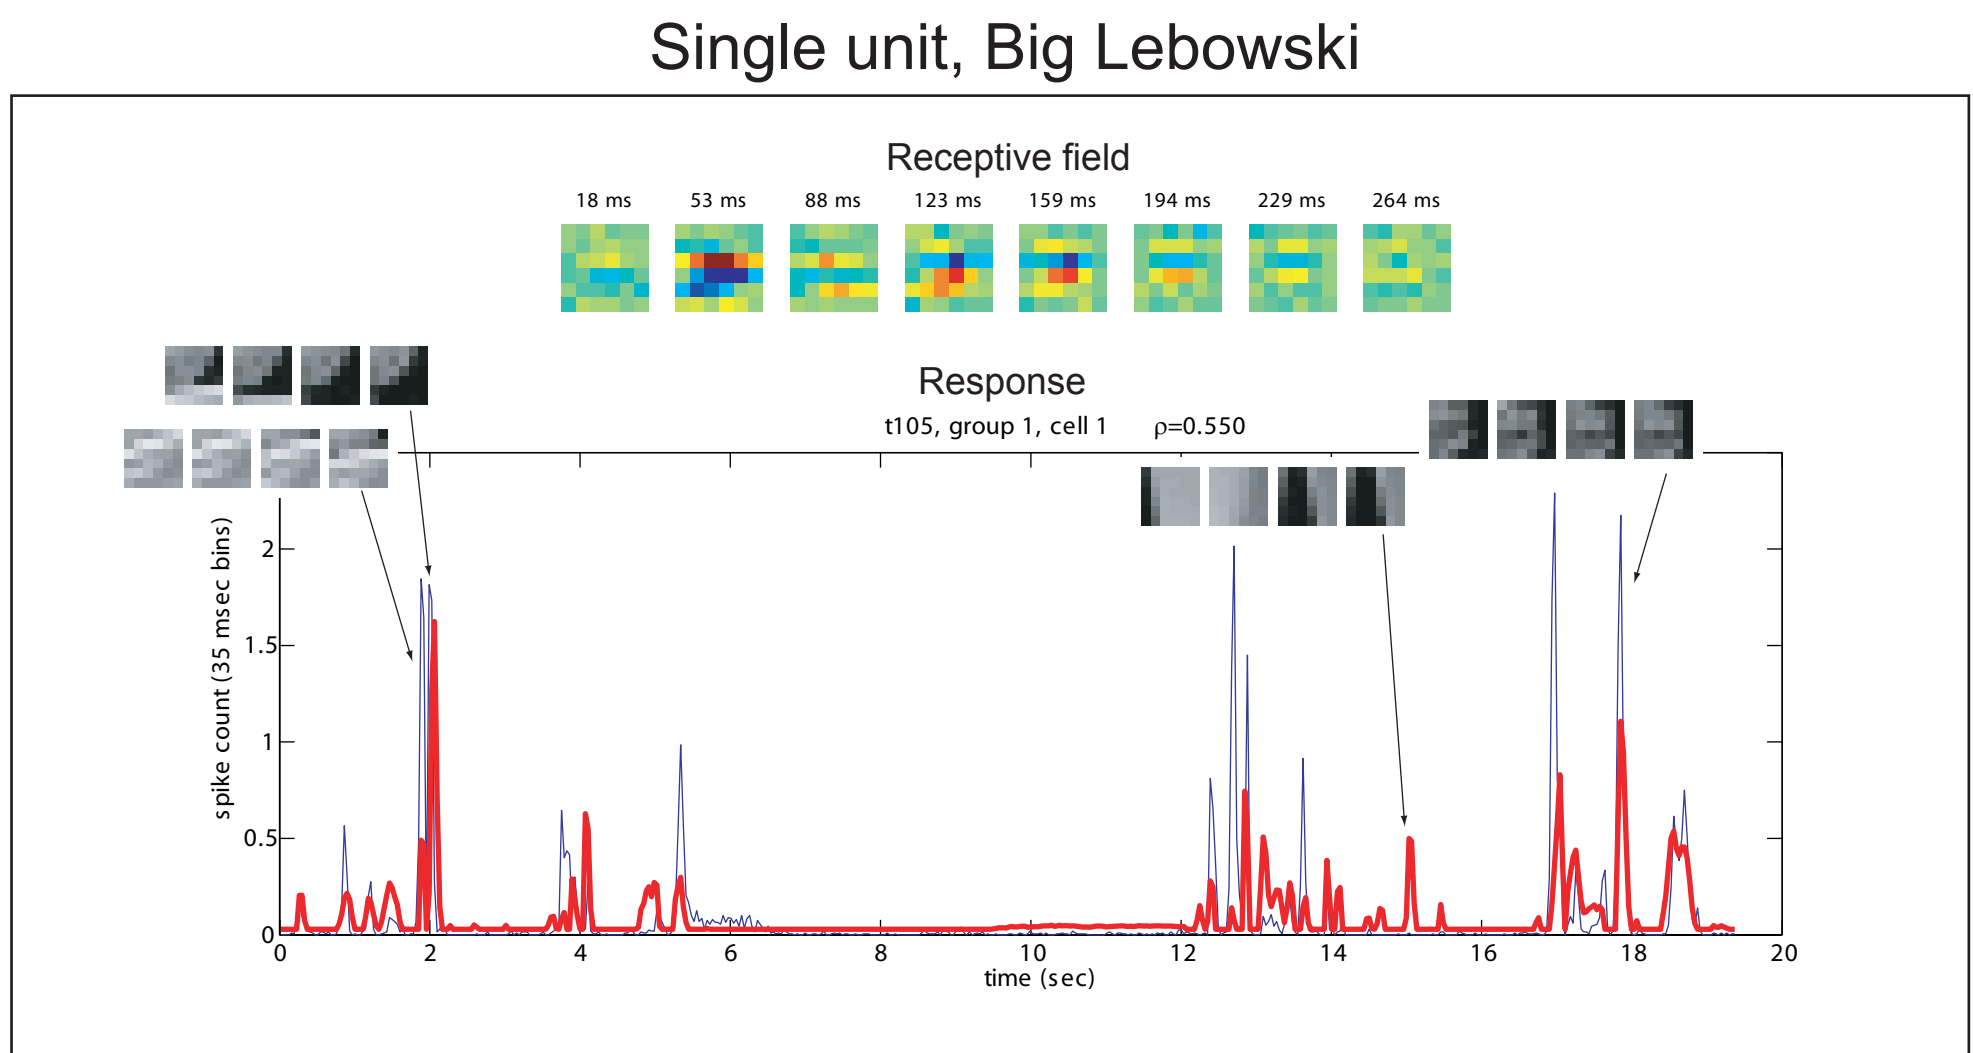 Single unit, Big Lebowski
Receptive field
18 ms 53 ms 88 ms 123 ms 159 ms 194 ms 229 ms 264 ms
Response
t105, group 1, cell 1 ρ=0.550
spike count (35 msec bins)
2
1.5
1
0.5
0
0 2 4 6 8 10 12 14 16 18 20
time (sec)